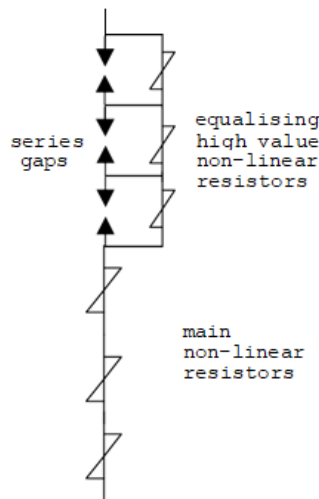 series
gaps
equalising
high value
non-linear
resistors
main
non-linear
resistors